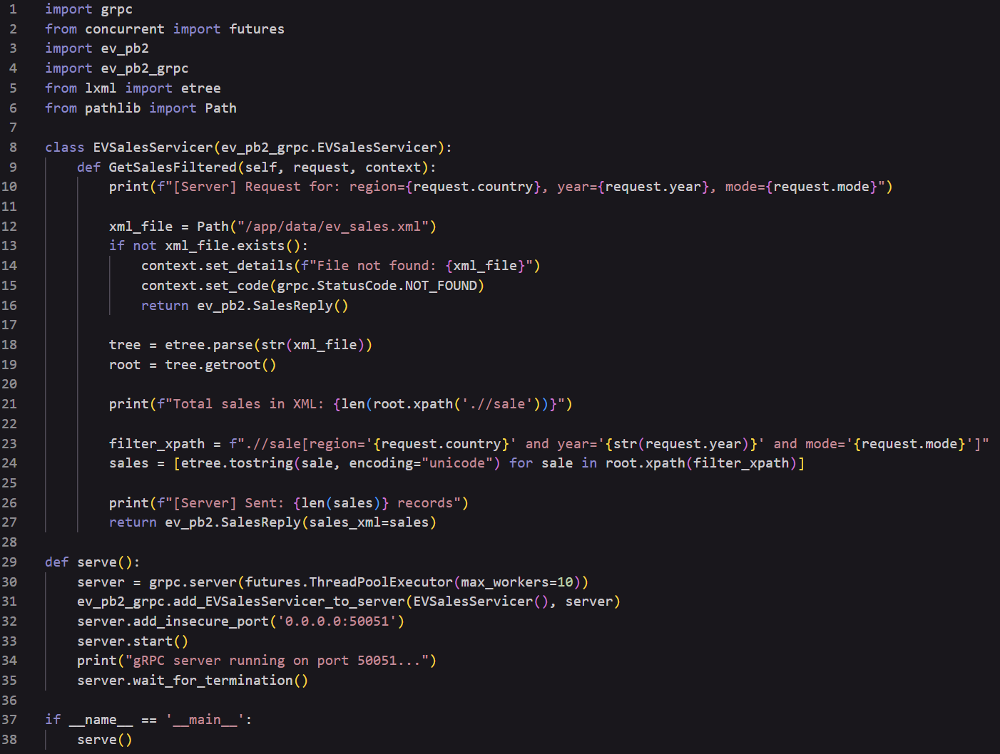 1 import grpc
2 from concurrent import futures
3 import ev_pb2
4 import ev_pb2_grpc
5 from lxml import etree
6 from pathlib import Path
7
8 class EVSalesServicer(ev_pb2_grpc.EVSalesServicer):
9     def GetSalesFiltered(self, request, context):
10         print(f"[Server] Request for: region={request.country}, year={request.year}, mode={request.mode}")
11
12         xml_file = Path("/app/data/ev_sales.xml")
13         if not xml_file.exists():
14             context.set_details(f"File not found: {xml_file}")
15             context.set_code(grpc.StatusCode.NOT_FOUND)
16             return ev_pb2.SalesReply()
17
18         tree = etree.parse(str(xml_file))
19         root = tree.getroot()
20
21         print(f"Total sales in XML: {len(root.xpath('.//sale'))}")
22
23         filter_xpath = f".//sale[region='{request.country}' and year='{str(request.year)}' and mode='{request.mode}']"
24         sales = [etree.tostring(sale, encoding="unicode") for sale in root.xpath(filter_xpath)]
25
26         print(f"[Server] Sent: {len(sales)} records")
27         return ev_pb2.SalesReply(sales_xml=sales)
28
29 def serve():
30     server = grpc.server(futures.ThreadPoolExecutor(max_workers=10))
31     ev_pb2_grpc.add_EVSalesServicer_to_server(EVSalesServicer(), server)
32     server.add_insecure_port('0.0.0.0:50051')
33     server.start()
34     print("gRPC server running on port 50051...")
35     server.wait_for_termination()
36
37 if __name__ == '__main__':
38     serve()